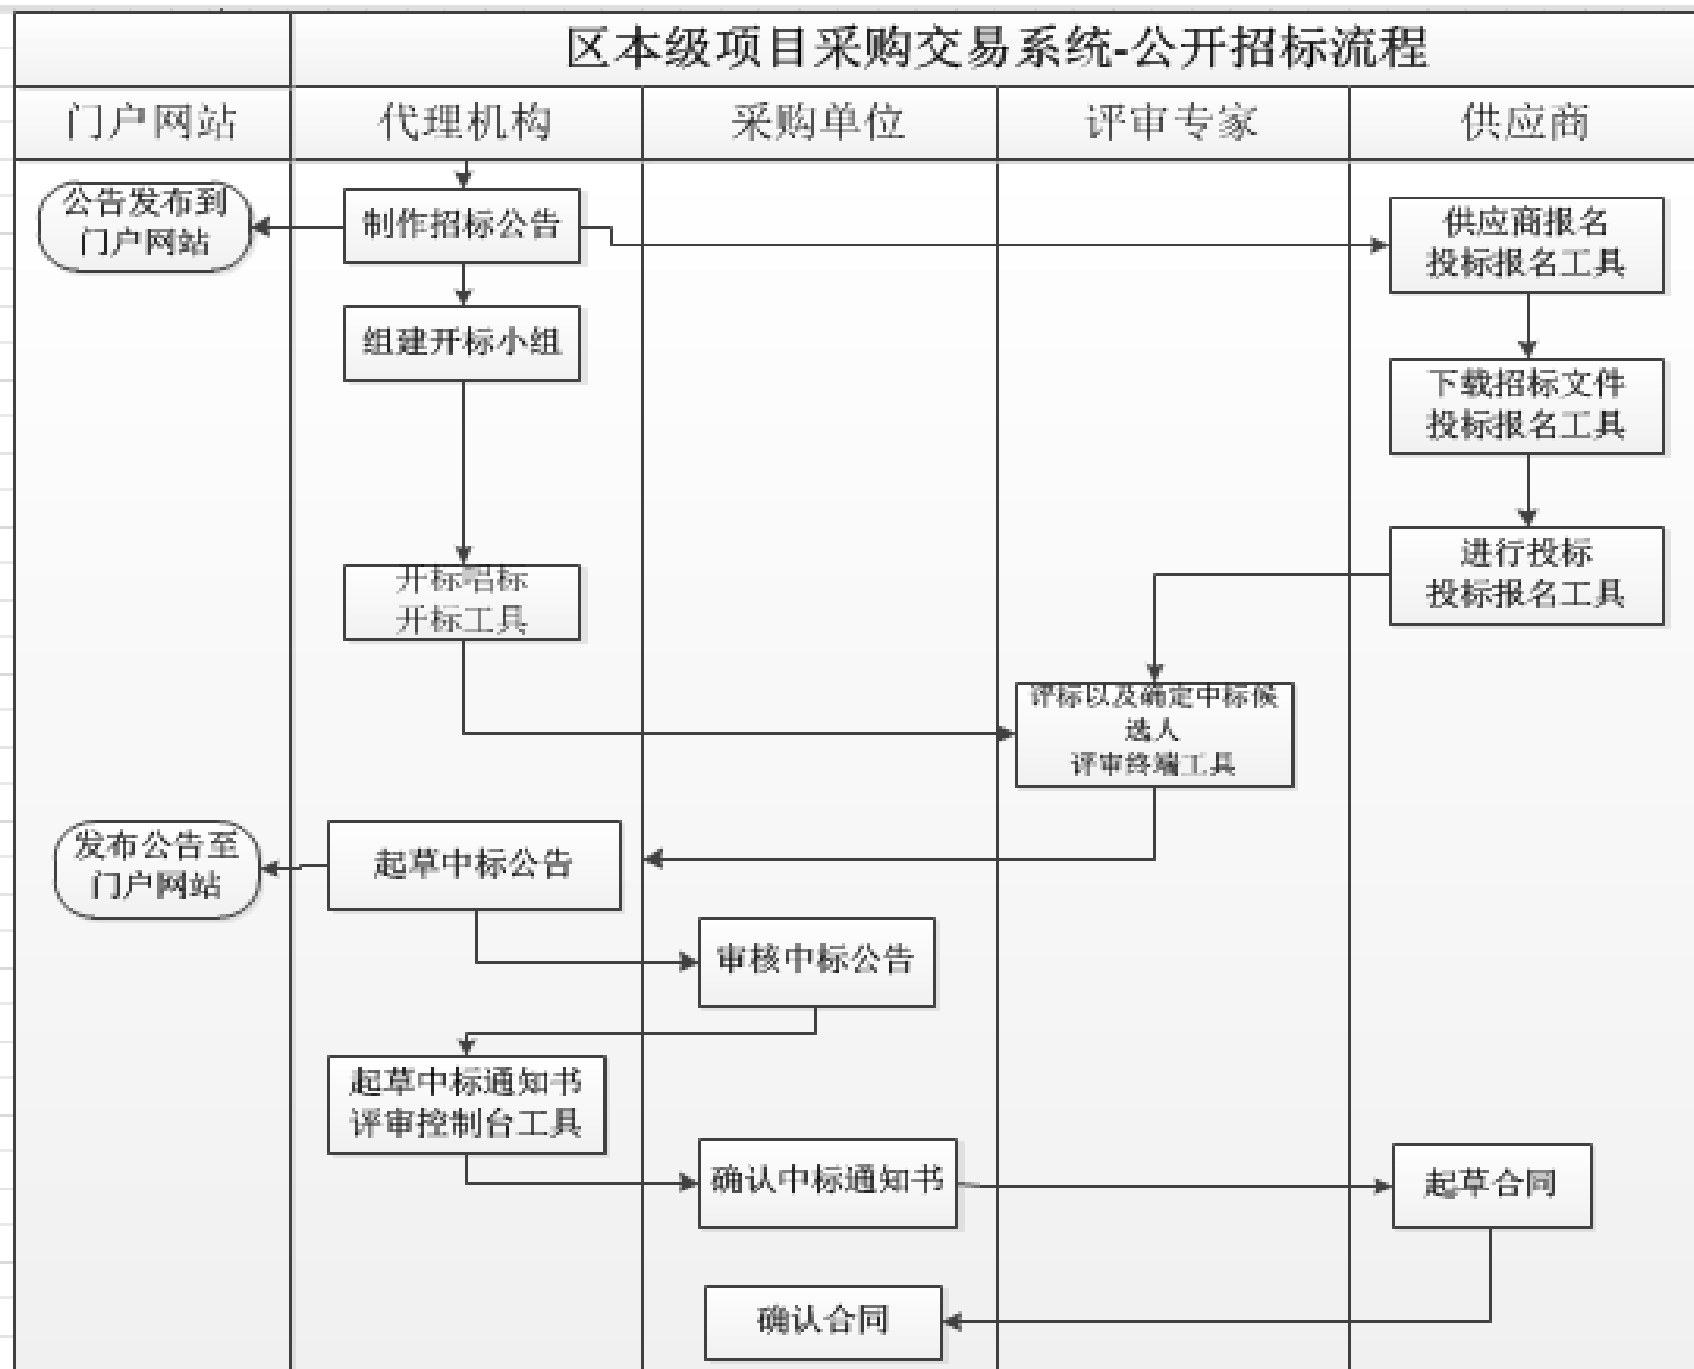 区本级项目采购交易系统-公开招标流程
门户网站
代理机构
采购单位
评审专家
供应商
公告发布到
门户网站
制作招标公告
供应商报名
投标报名工具
组建开标小组
下载招标文件
投标报名工具
进行投标
投标报名工具
开标唱标
开标工具
评标以及确定中标候
选人
评审终端工具
发布公告至
门户网站
起草中标公告
审核中标公告
起草中标通知书
评审控制台工具
确认中标通知书
起草合同
确认合同